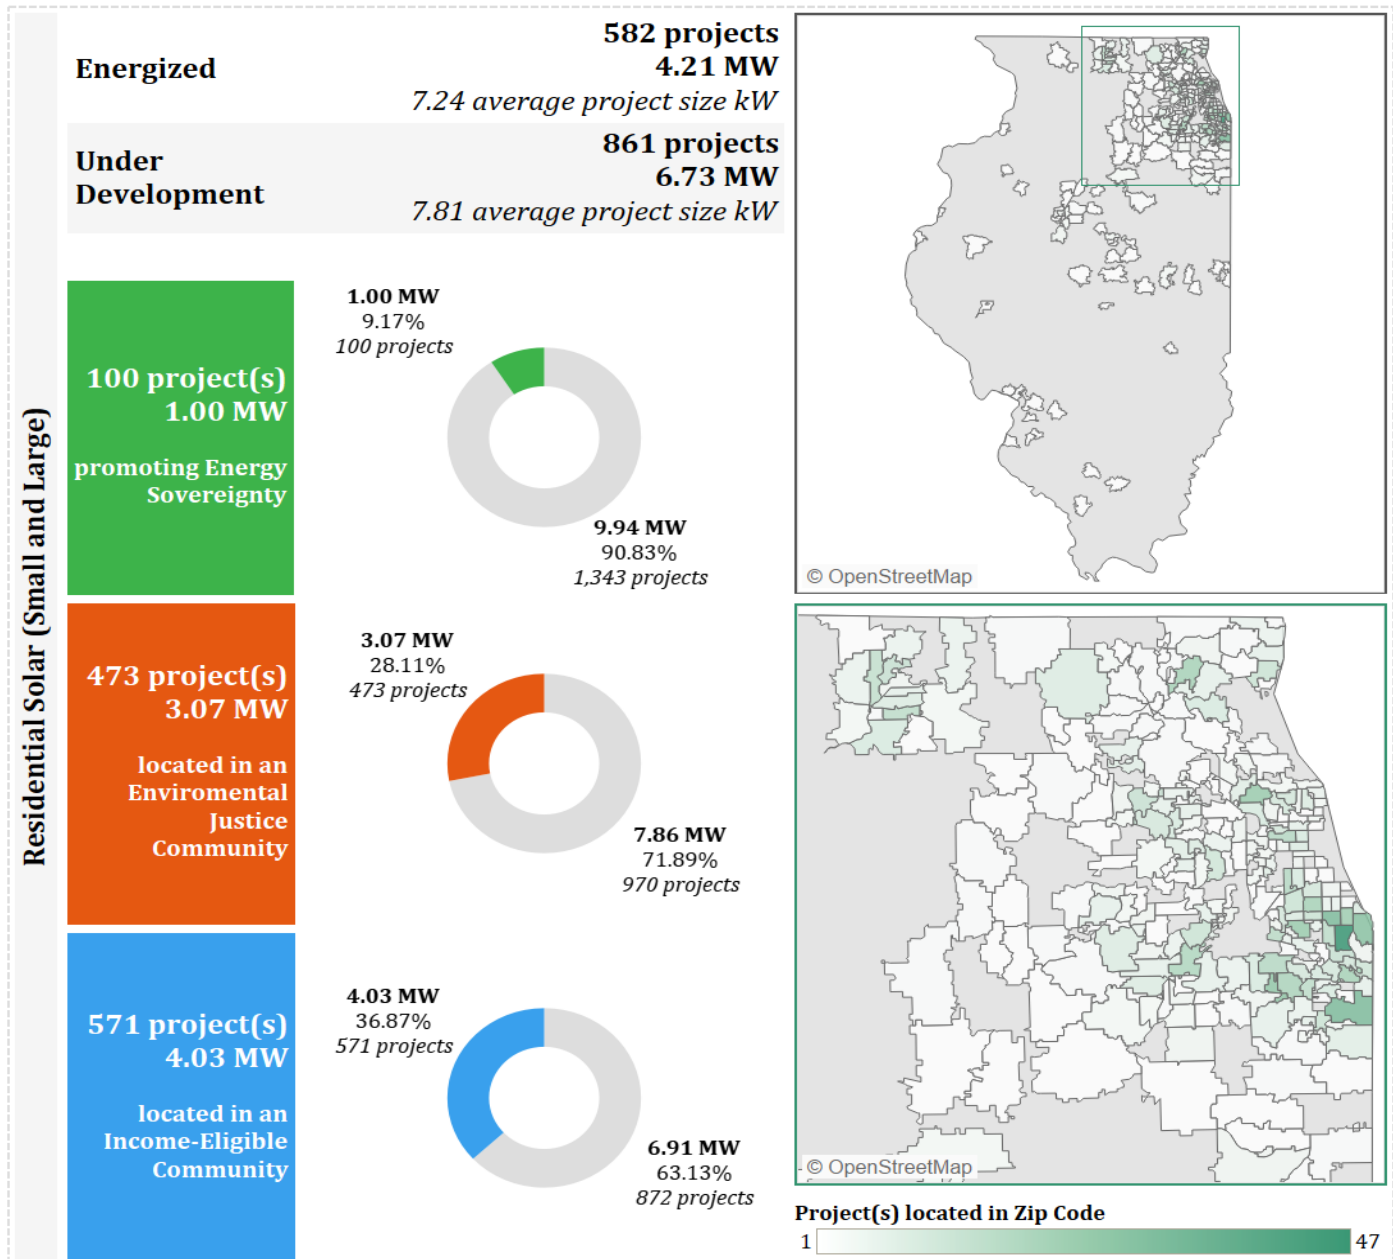 Residential Solar (Small and Large)
Energized
582 projects
4.21 MW
7.24 average project size kW
Under
Development
861 projects
6.73 MW
7.81 average project size kW
100 project(s)
1.00 MW
promoting Energy
Sovereignty
1.00 MW
9.17%
100 projects
9.94 MW
90.83%
1,343 projects
473 project(s)
3.07 MW
located in an
Enviromental
Justice
Community
3.07 MW
28.11%
473 projects
7.86 MW
71.89%
970 projects
571 project(s)
4.03 MW
located in an
Income-Eligible
Community
4.03 MW
36.87%
571 projects
6.91 MW
63.13%
872 projects
© OpenStreetMap
© OpenStreetMap
Project(s) located in Zip Code
1
47